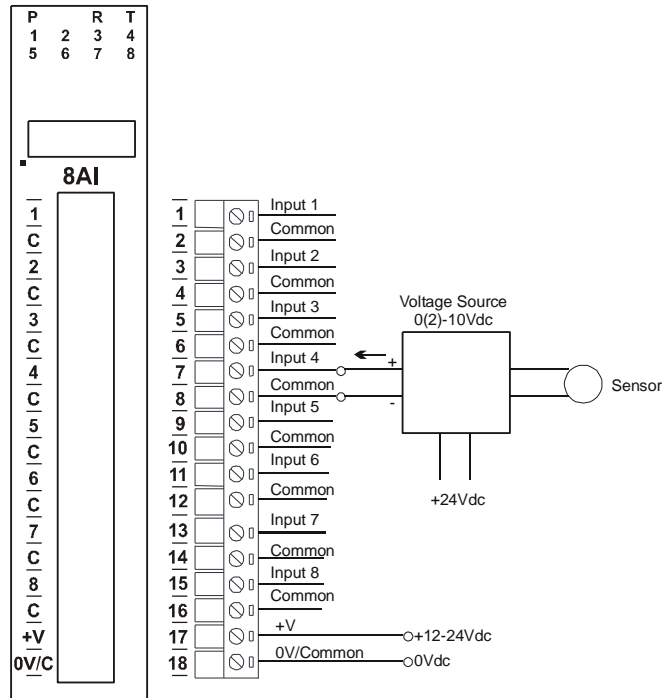 P R T
1 2 3 4
5 6 7 8
8AI
1
C
2
C
3
C
4
C
5
C
6
C
7
C
8
C
+V
0V/C
1 Input 1
2 Common
3 Input 2
4 Common
5 Input 3
6 Common
7 Input 4
8 Common
9 Input 5
10 Common
11 Input 6
12 Common
13 Input 7
14 Common
15 Input 8
16 Common
17 +V +12-24Vdc
18 0V/Common 0Vdc
Voltage Source
0(2)-10Vdc
+
-
Sensor
+24Vdc